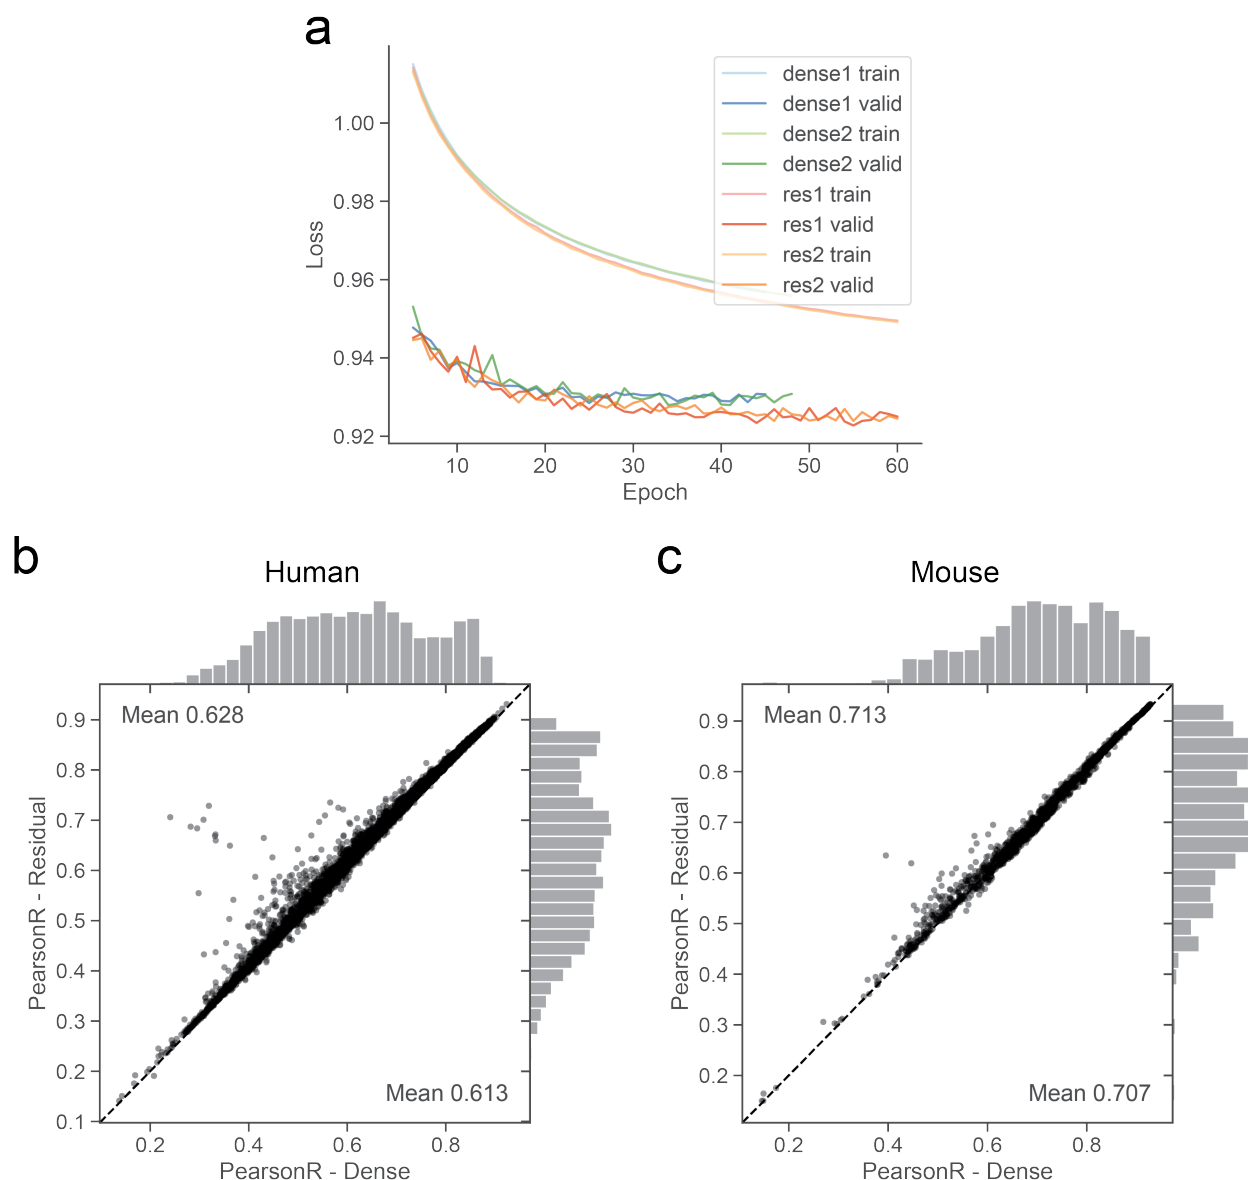 a
1.00
0.98
0.96
0.94
0.92
Loss
10 20 30 40 50 60
Epoch
dense1 train
dense1 valid
dense2 train
dense2 valid
res1 train
res1 valid
res2 train
res2 valid
b
Human
Mean 0.628
0.9
0.8
0.7
0.6
0.5
0.4
0.3
0.2
0.1
PearsonR - Residual
Mean 0.613
0.2 0.4 0.6 0.8
PearsonR - Dense
c
Mouse
Mean 0.713
0.9
0.8
0.7
0.6
0.5
0.4
0.3
0.2
PearsonR - Residual
Mean 0.707
0.2 0.4 0.6 0.8
PearsonR - Dense